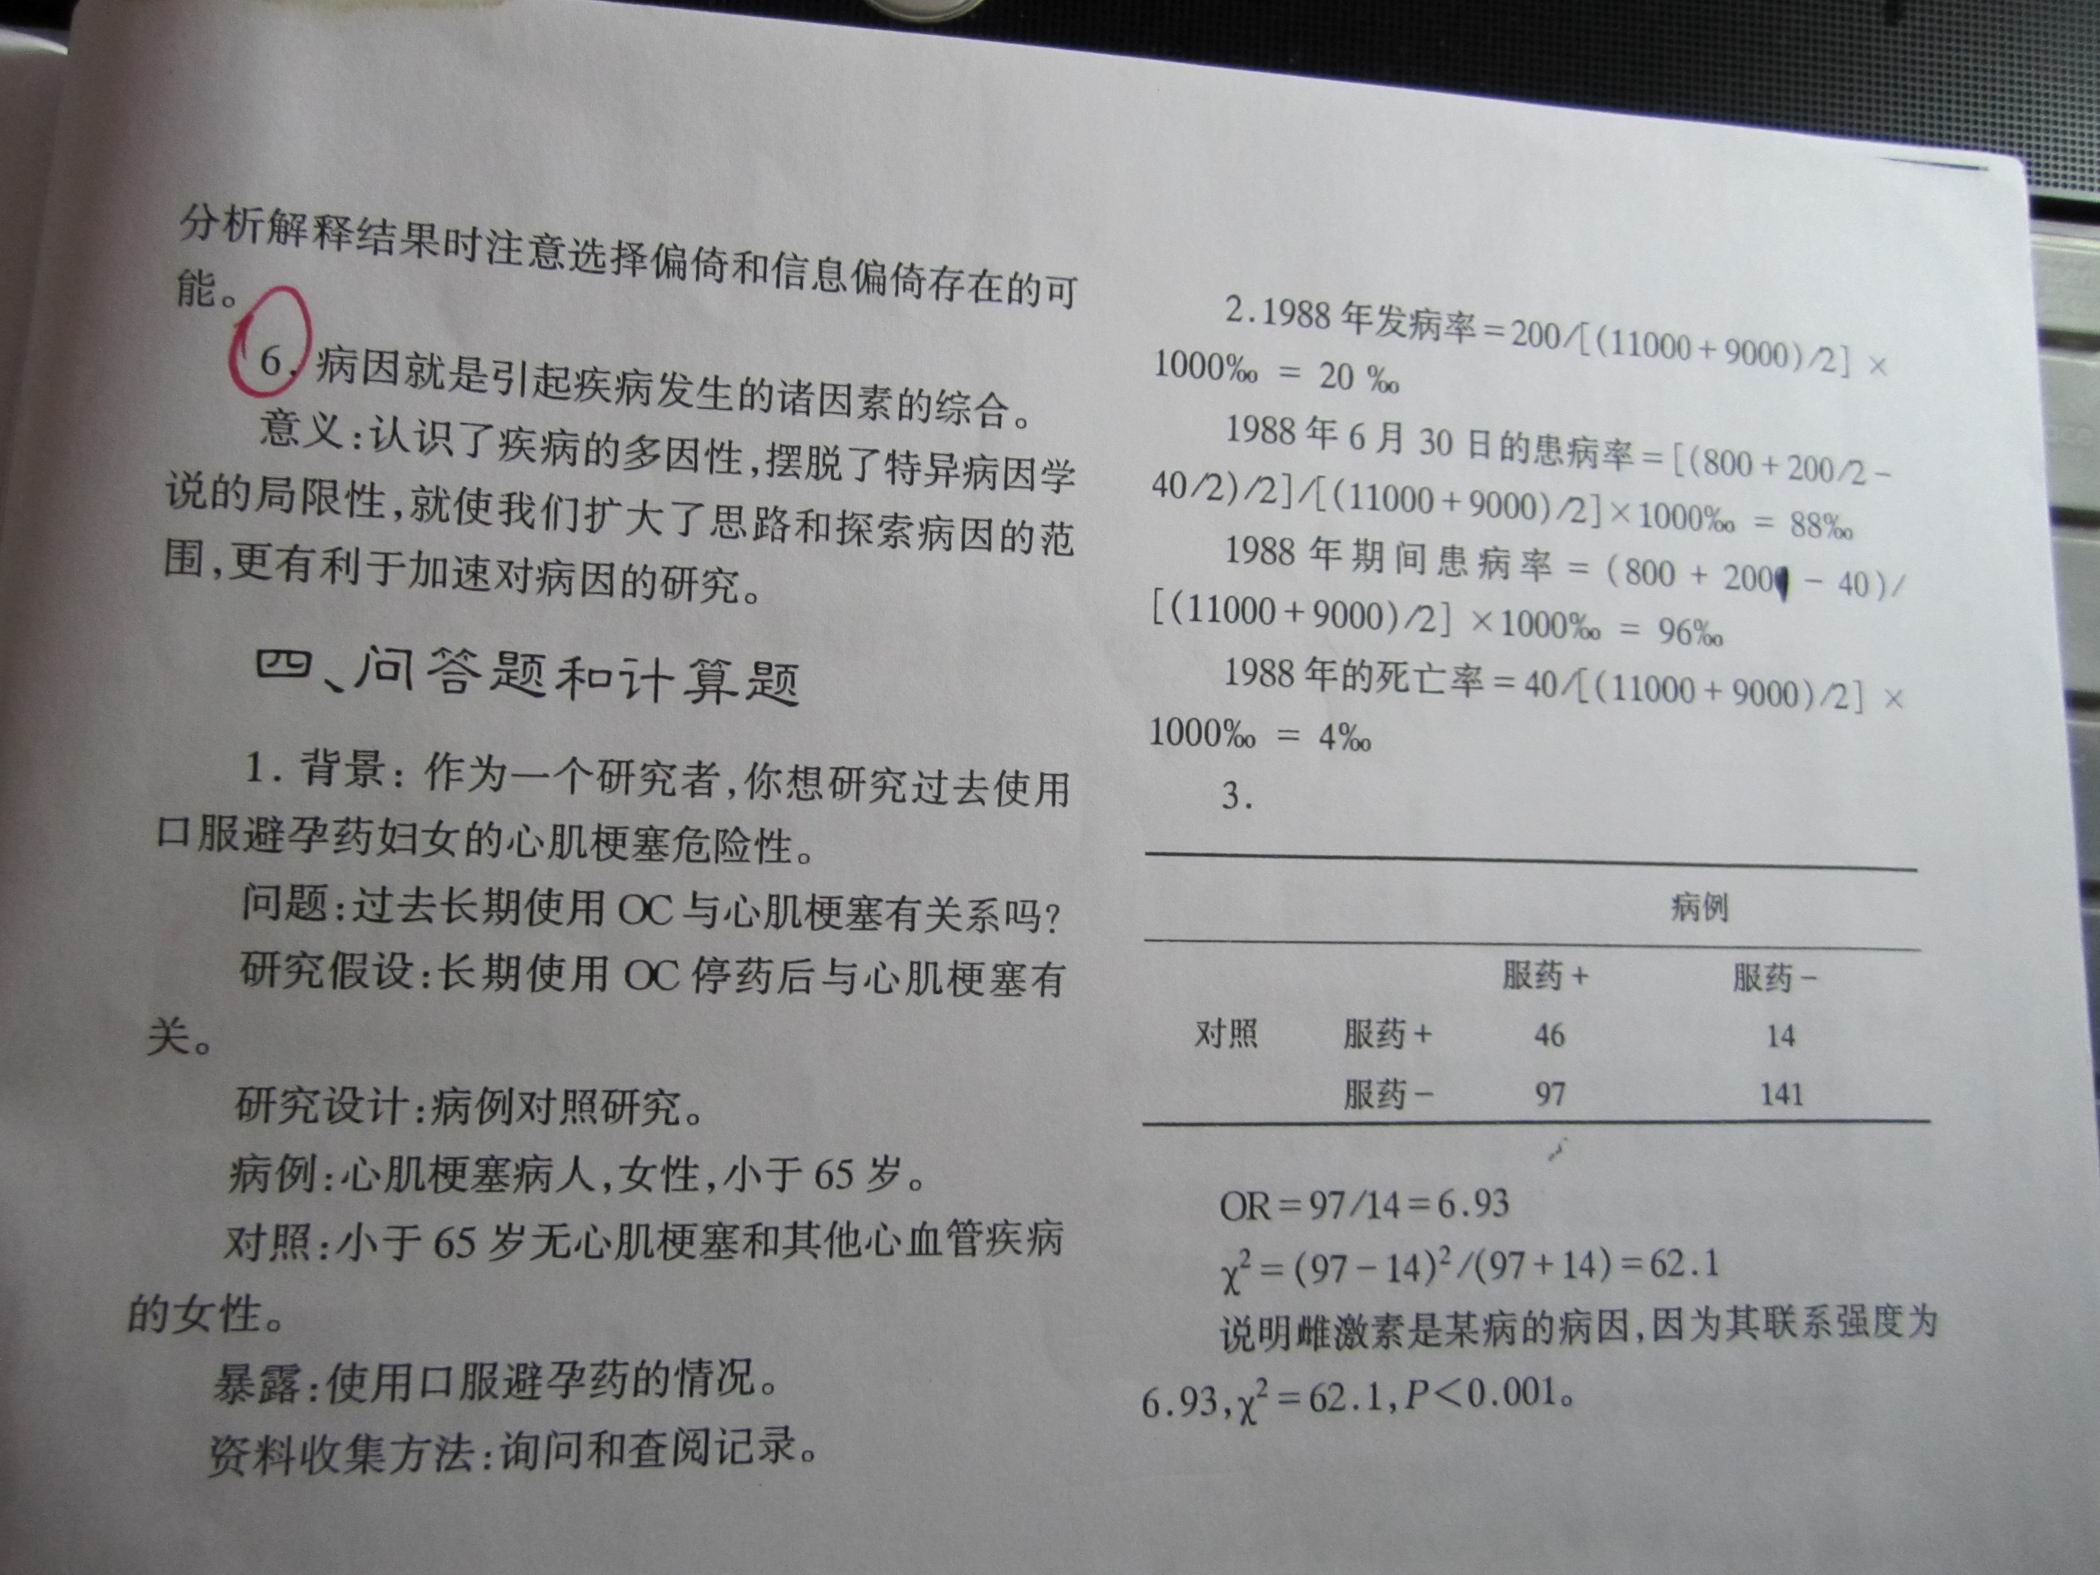 分析解释结果时注意选择偏倚和信息偏倚存在的可
能。
6. 病因就是引起疾病发生的诸因素的综合。
意义:认识了疾病的多因性,摆脱了特异病因学
说的局限性,就使我们扩大了思路和探索病因的范
围,更有利于加速对病因的研究。
四、问答题和计算题
1. 背景: 作为一个研究者,你想研究过去使用
口服避孕药妇女的心肌梗塞危险性。
问题:过去长期使用 OC 与心肌梗塞有关系吗?
研究假设:长期使用 OC 停药后与心肌梗塞有
关。
研究设计:病例对照研究。
病例:心肌梗塞病人,女性,小于 65 岁。
对照:小于 65 岁无心肌梗塞和其他心血管疾病
的女性。
暴露:使用口服避孕药的情况。
资料收集方法:询问和查阅记录。
2.1988 年发病率=200/[(11000+9000)/2] ×
1000‰ = 20 ‰
1988 年 6 月 30 日的患病率=[(800+200/2-
40/2)/2]/[(11000+9000)/2]×1000‰ = 88‰
1988 年期间患病率 = (800 + 200 - 40)/
[(11000+9000)/2] ×1000‰ = 96‰
1988 年的死亡率=40/[(11000+9000)/2] ×
1000‰ = 4‰
3.
病例
服药+ 服药-
对照 服药+ 46 14
服药- 97 141
OR=97/14=6.93
χ²=(97-14)²/(97+14)=62.1
说明雌激素是某病的病因,因为其联系强度为
6.93,χ²=62.1,P<0.001。